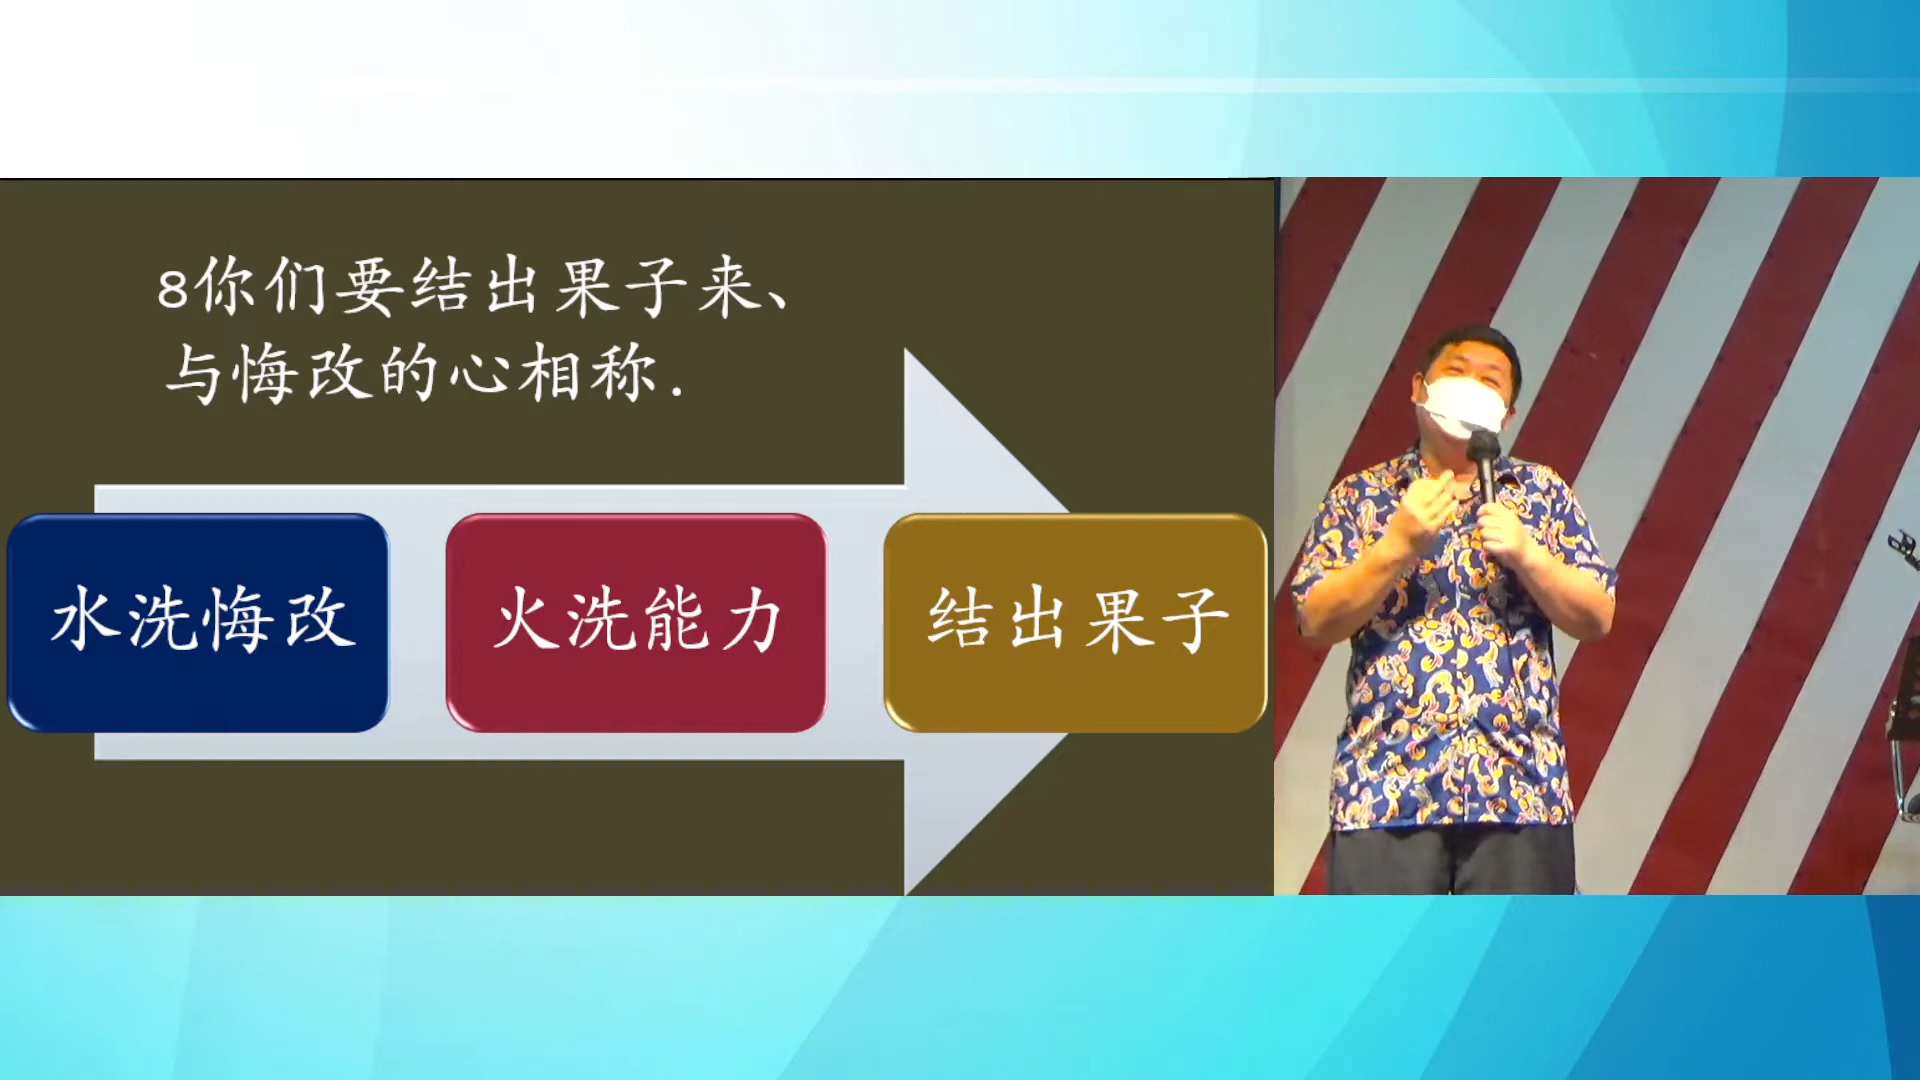 8你们要结出果子来、
与悔改的心相称.
水洗悔改
火洗能力
结出果子